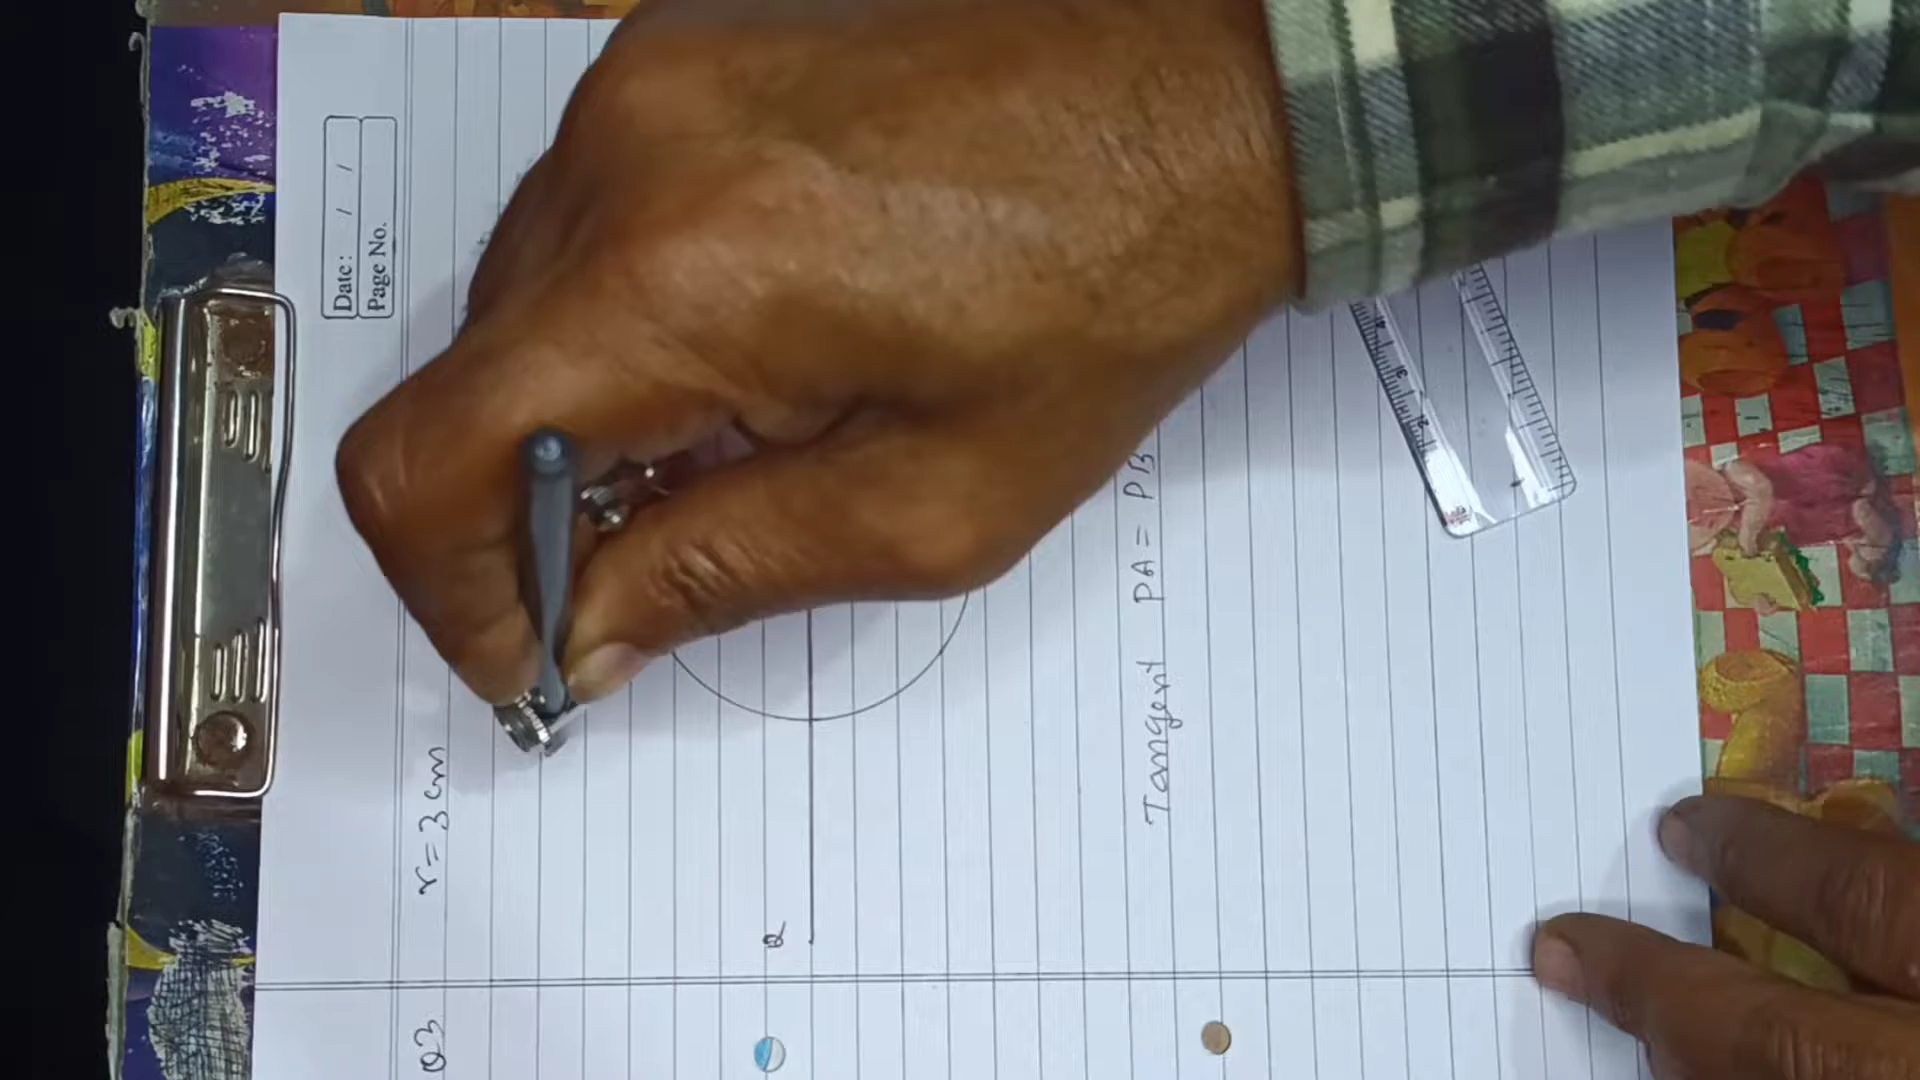 Date: / /
Page No.
Q3 r = 3 cm
Q
Tangent PA = PB